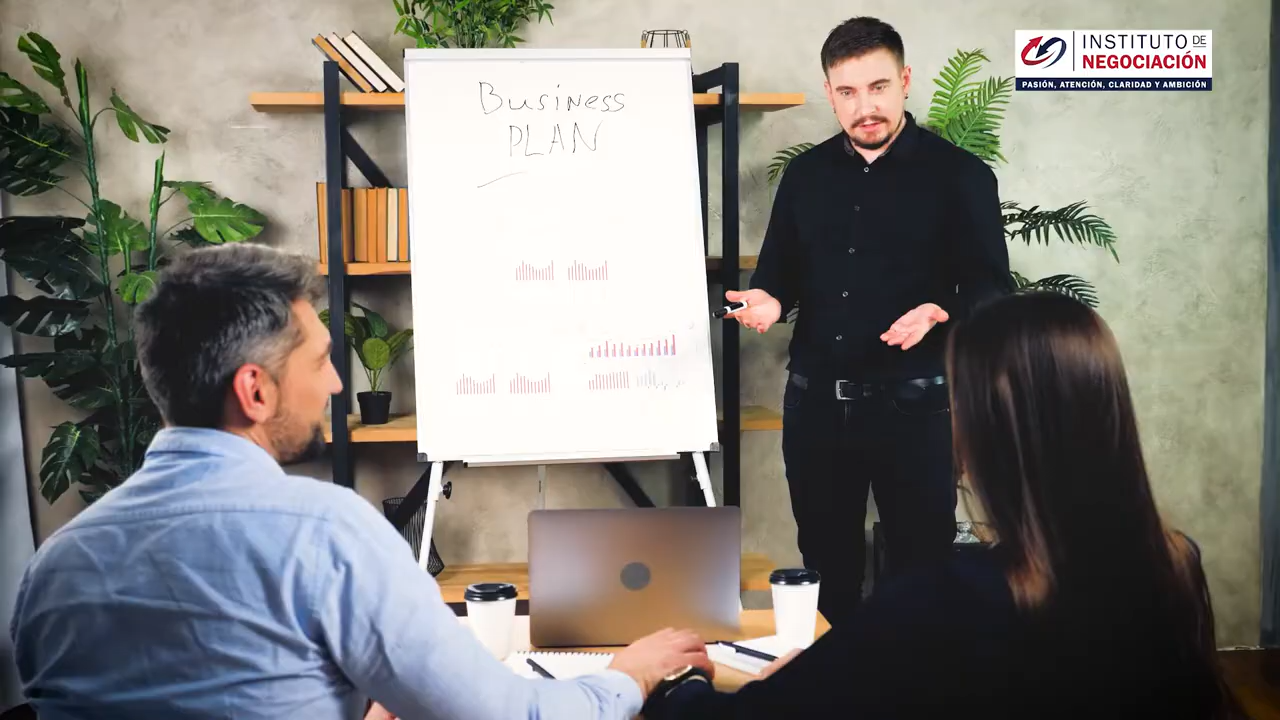 Business
PLAN
INSTITUTO DE
NEGOCIACIÓN
PASIÓN, ATENCIÓN, CLARIDAD Y AMBICIÓN